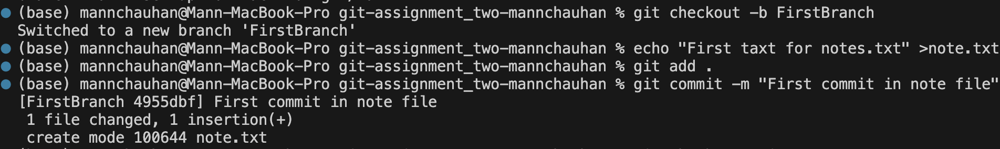 (base) mannchauhan@Mann-MacBook-Pro git-assignment_two-mannchauhan % git checkout -b FirstBranch
Switched to a new branch 'FirstBranch'
(base) mannchauhan@Mann-MacBook-Pro git-assignment_two-mannchauhan % echo "First taxt for notes.txt" >note.txt
(base) mannchauhan@Mann-MacBook-Pro git-assignment_two-mannchauhan % git add .
(base) mannchauhan@Mann-MacBook-Pro git-assignment_two-mannchauhan % git commit -m "First commit in note file"
[FirstBranch 4955dbf] First commit in note file
1 file changed, 1 insertion(+)
create mode 100644 note.txt